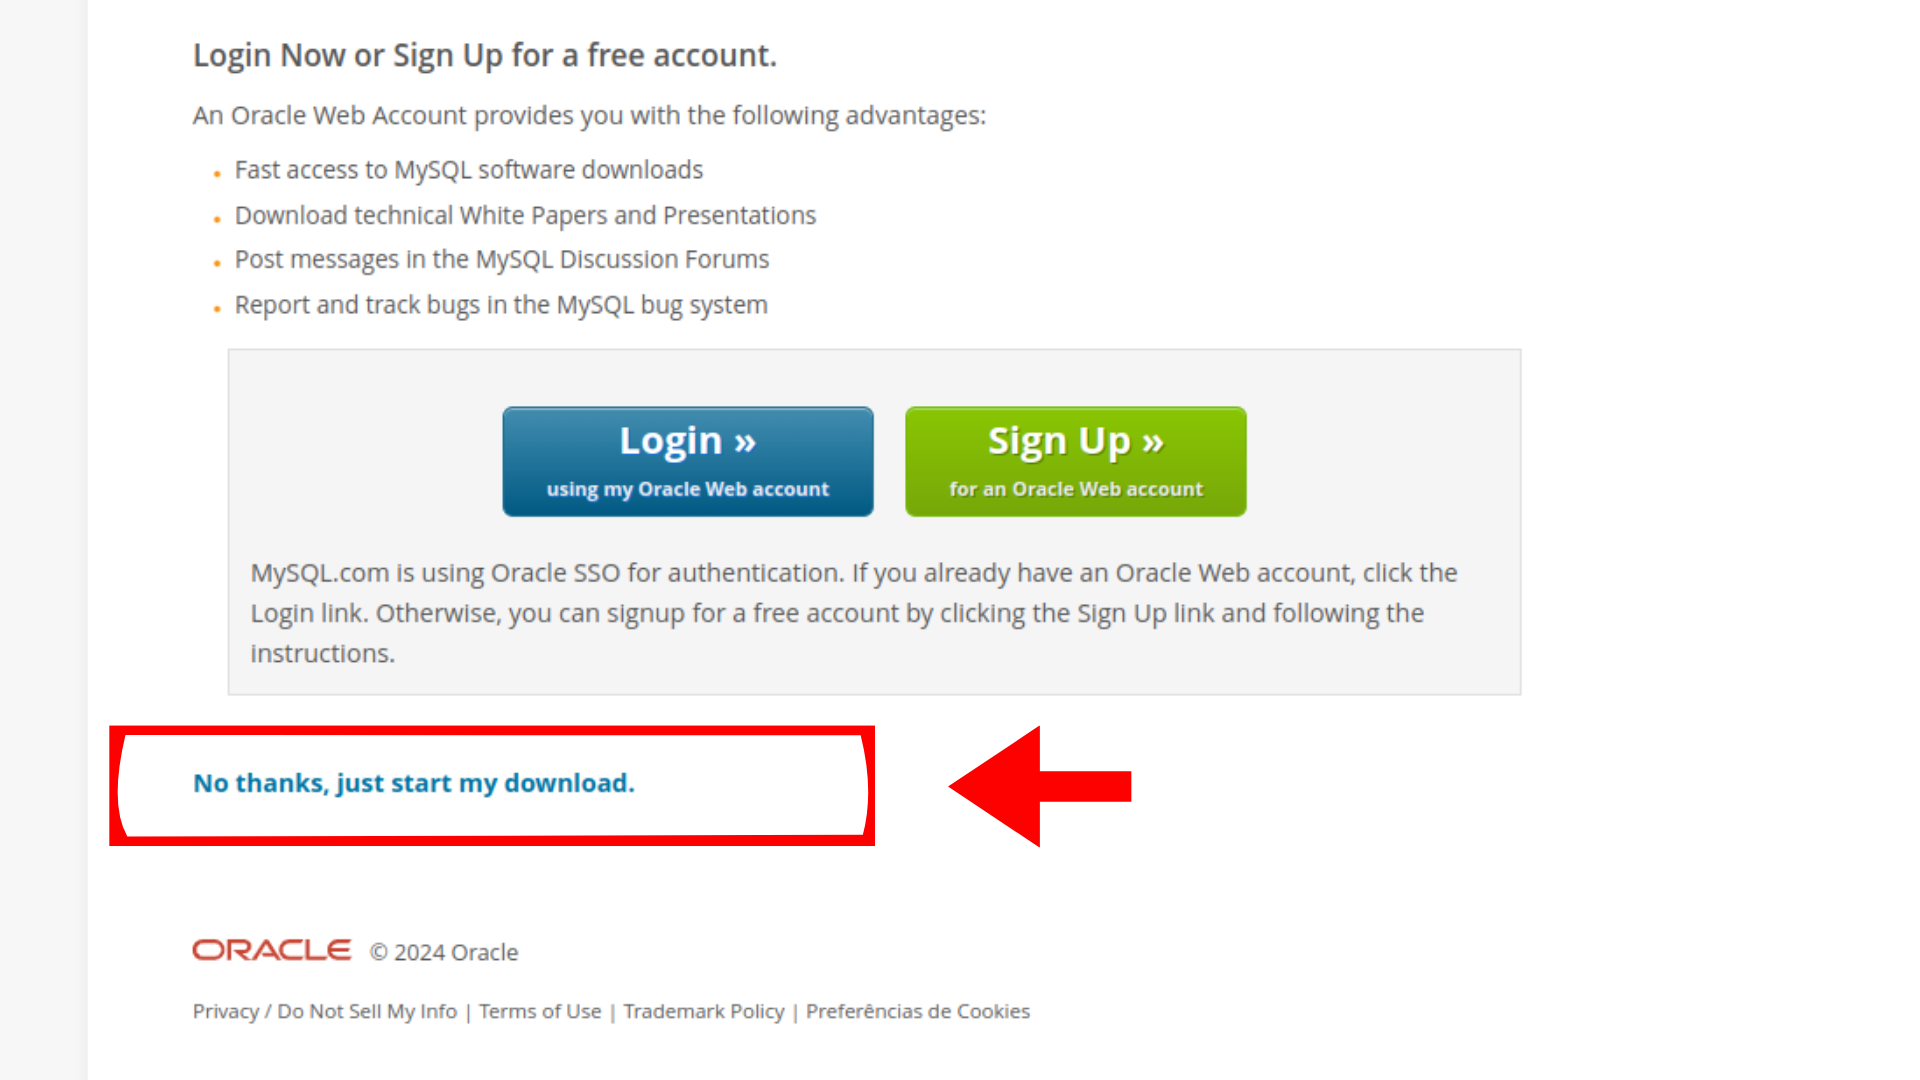 Login Now or Sign Up for a free account.
An Oracle Web Account provides you with the following advantages:
• Fast access to MySQL software downloads
• Download technical White Papers and Presentations
• Post messages in the MySQL Discussion Forums
• Report and track bugs in the MySQL bug system
Login »
using my Oracle Web account
Sign Up »
for an Oracle Web account
MySQL.com is using Oracle SSO for authentication. If you already have an Oracle Web account, click the
Login link. Otherwise, you can signup for a free account by clicking the Sign Up link and following the
instructions.
No thanks, just start my download.
ORACLE © 2024 Oracle
Privacy / Do Not Sell My Info | Terms of Use | Trademark Policy | Preferências de Cookies